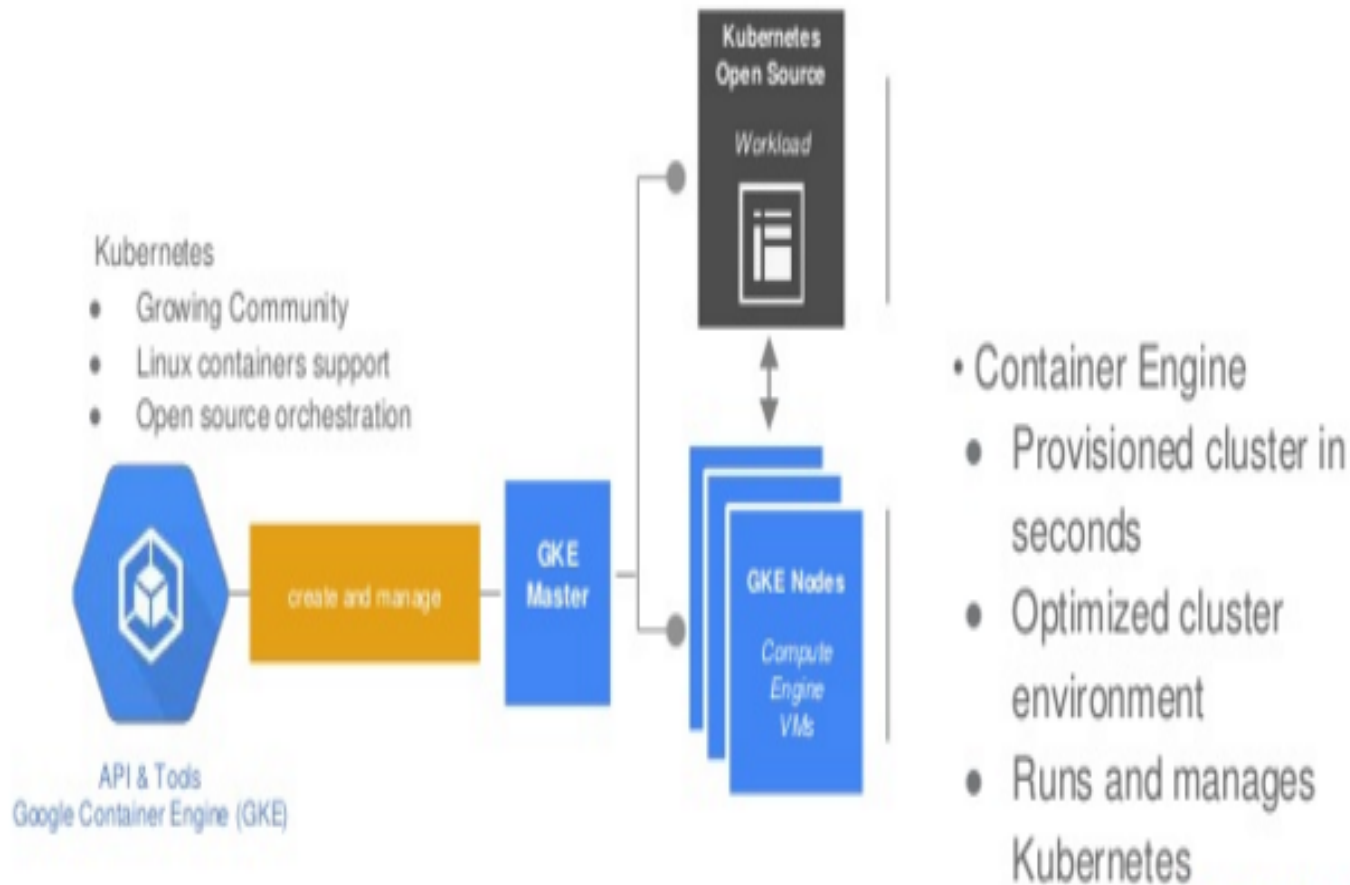 Kubernetes
Open Source
Workload
Kubernetes
• Growing Community
• Linux containers support
• Open source orchestration
create and manage
GKE
Master
GKE Nodes
Compute
Engine
VMs
API & Tools
Google Container Engine (GKE)
• Container Engine
• Provisioned cluster in
seconds
• Optimized cluster
environment
• Runs and manages
Kubernetes